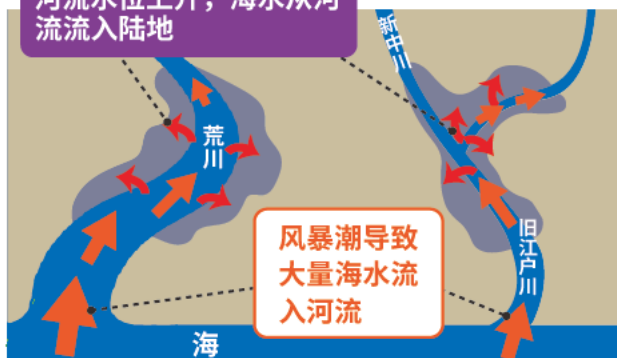 河流水位上升，海水从河
流流入陆地
新中川
荒川
风暴潮导致
大量海水流
入河流
旧江户川
海